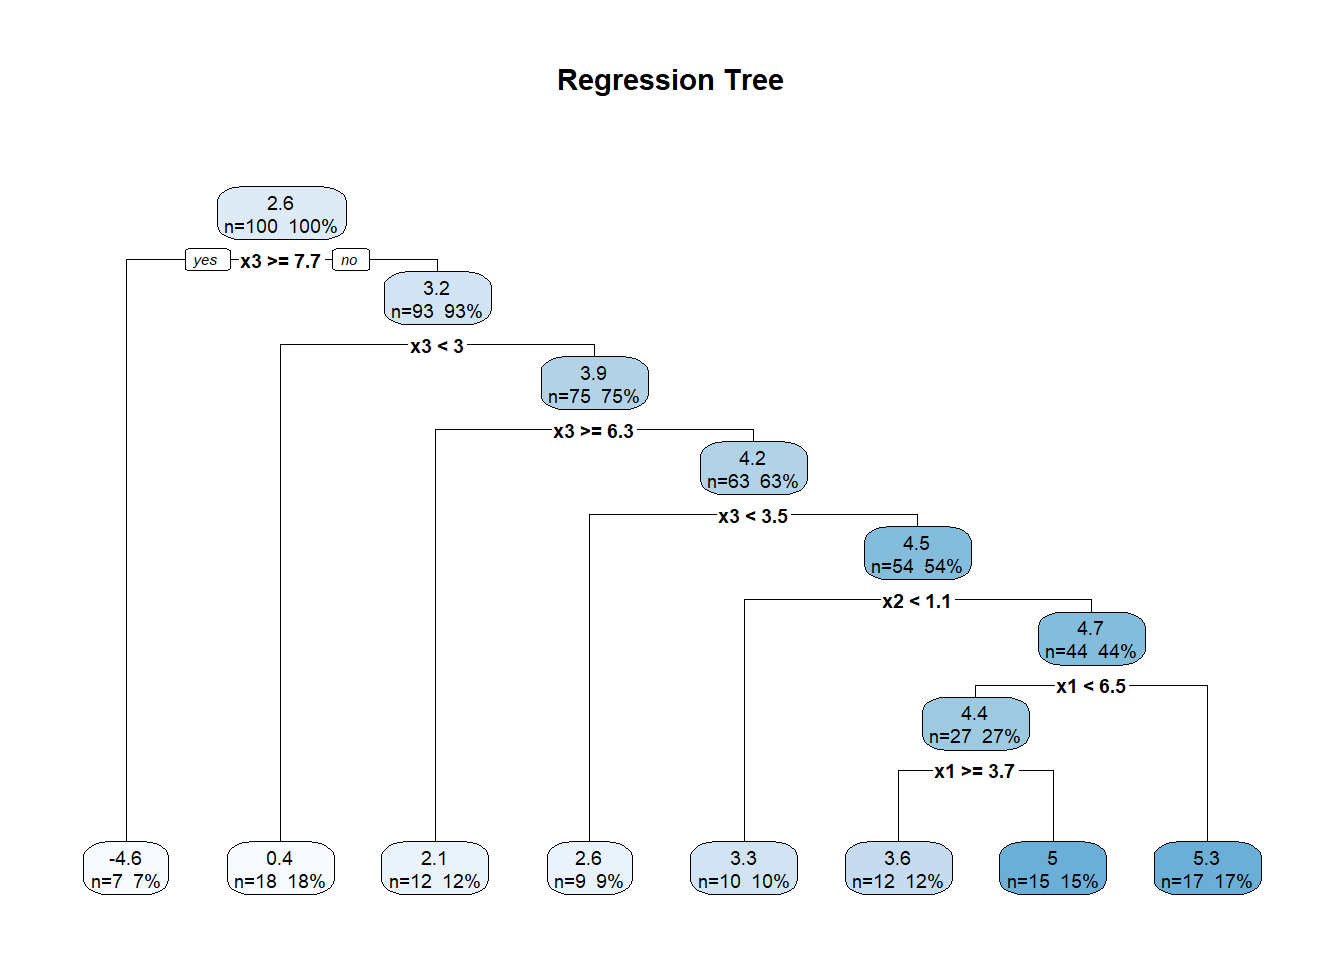 Regression Tree
2.6
n=100 100%
yes x3 >= 7.7 no
3.2
n=93 93%
x3 < 3
3.9
n=75 75%
x3 >= 6.3
4.2
n=63 63%
x3 < 3.5
4.5
n=54 54%
x2 < 1.1
4.7
n=44 44%
x1 < 6.5
4.4
n=27 27%
x1 >= 3.7
-4.6
n=7 7%
0.4
n=18 18%
2.1
n=12 12%
2.6
n=9 9%
3.3
n=10 10%
3.6
n=12 12%
5
n=15 15%
5.3
n=17 17%